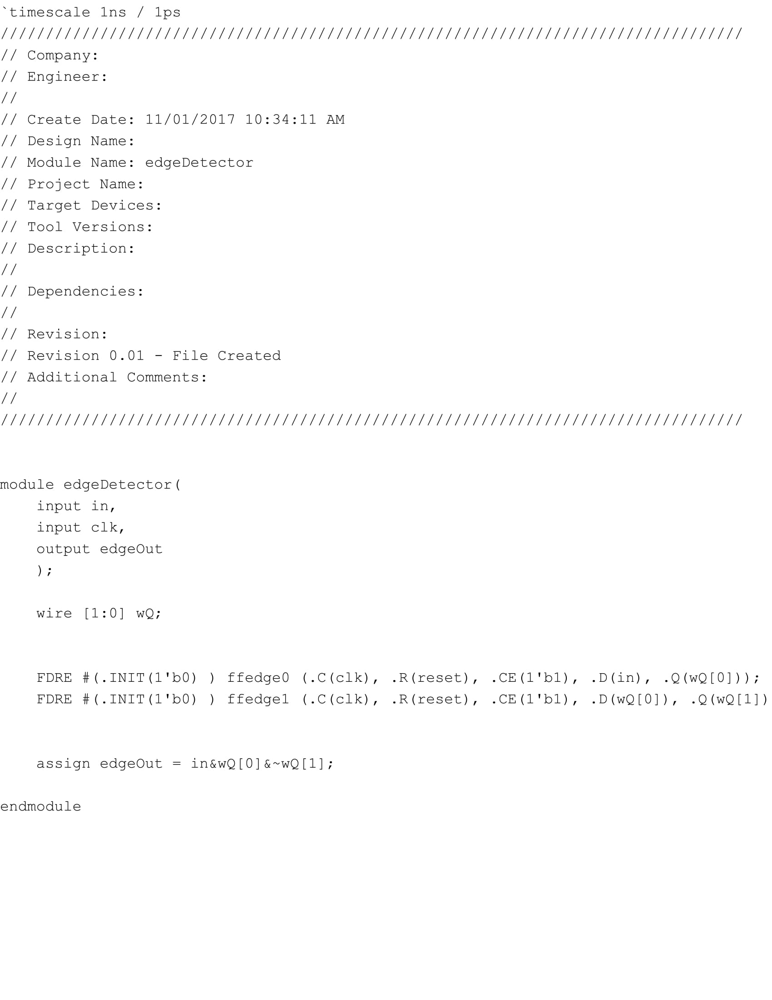 `timescale 1ns / 1ps
//////////////////////////////////////////////////////////////////////////////////
// Company:
// Engineer:
//
// Create Date: 11/01/2017 10:34:11 AM
// Design Name:
// Module Name: edgeDetector
// Project Name:
// Target Devices:
// Tool Versions:
// Description:
//
// Dependencies:
//
// Revision:
// Revision 0.01 - File Created
// Additional Comments:
//
//////////////////////////////////////////////////////////////////////////////////
module edgeDetector(
    input in,
    input clk,
    output edgeOut
    );
    wire [1:0] wQ;
    FDRE #(.INIT(1'b0) ) ffedge0 (.C(clk), .R(reset), .CE(1'b1), .D(in), .Q(wQ[0]));
    FDRE #(.INIT(1'b0) ) ffedge1 (.C(clk), .R(reset), .CE(1'b1), .D(wQ[0]), .Q(wQ[1])
    assign edgeOut = in&wQ[0]&~wQ[1];
endmodule